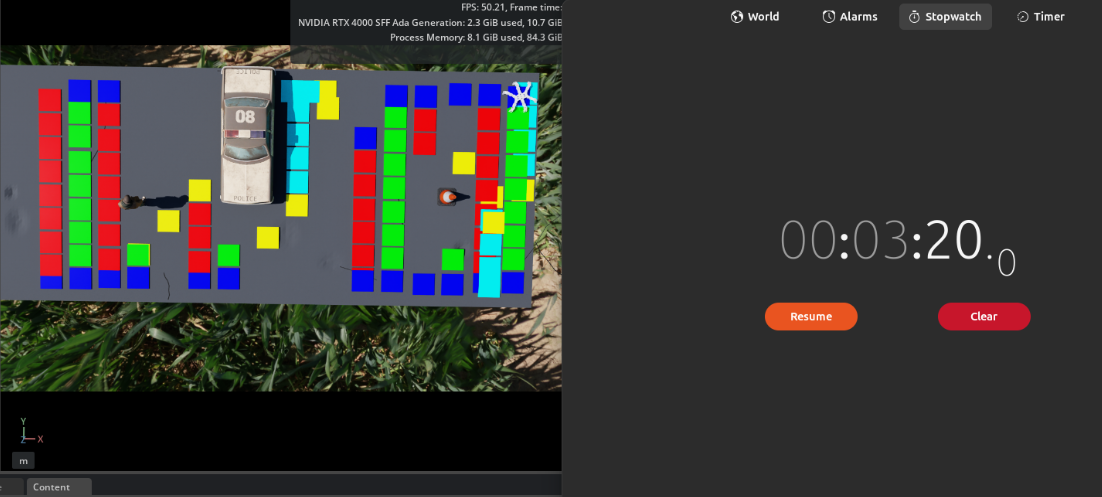 FPS: 50.21, Frame time:
NVIDIA RTX 4000 SFF Ada Generation: 2.3 GiB used, 10.7 GiB
Process Memory: 8.1 GiB used, 84.3 GiB
World
Alarms
Stopwatch
Timer
08
POLICE
00:03:20.0
Resume
Clear
Y
Z
X
m
Content